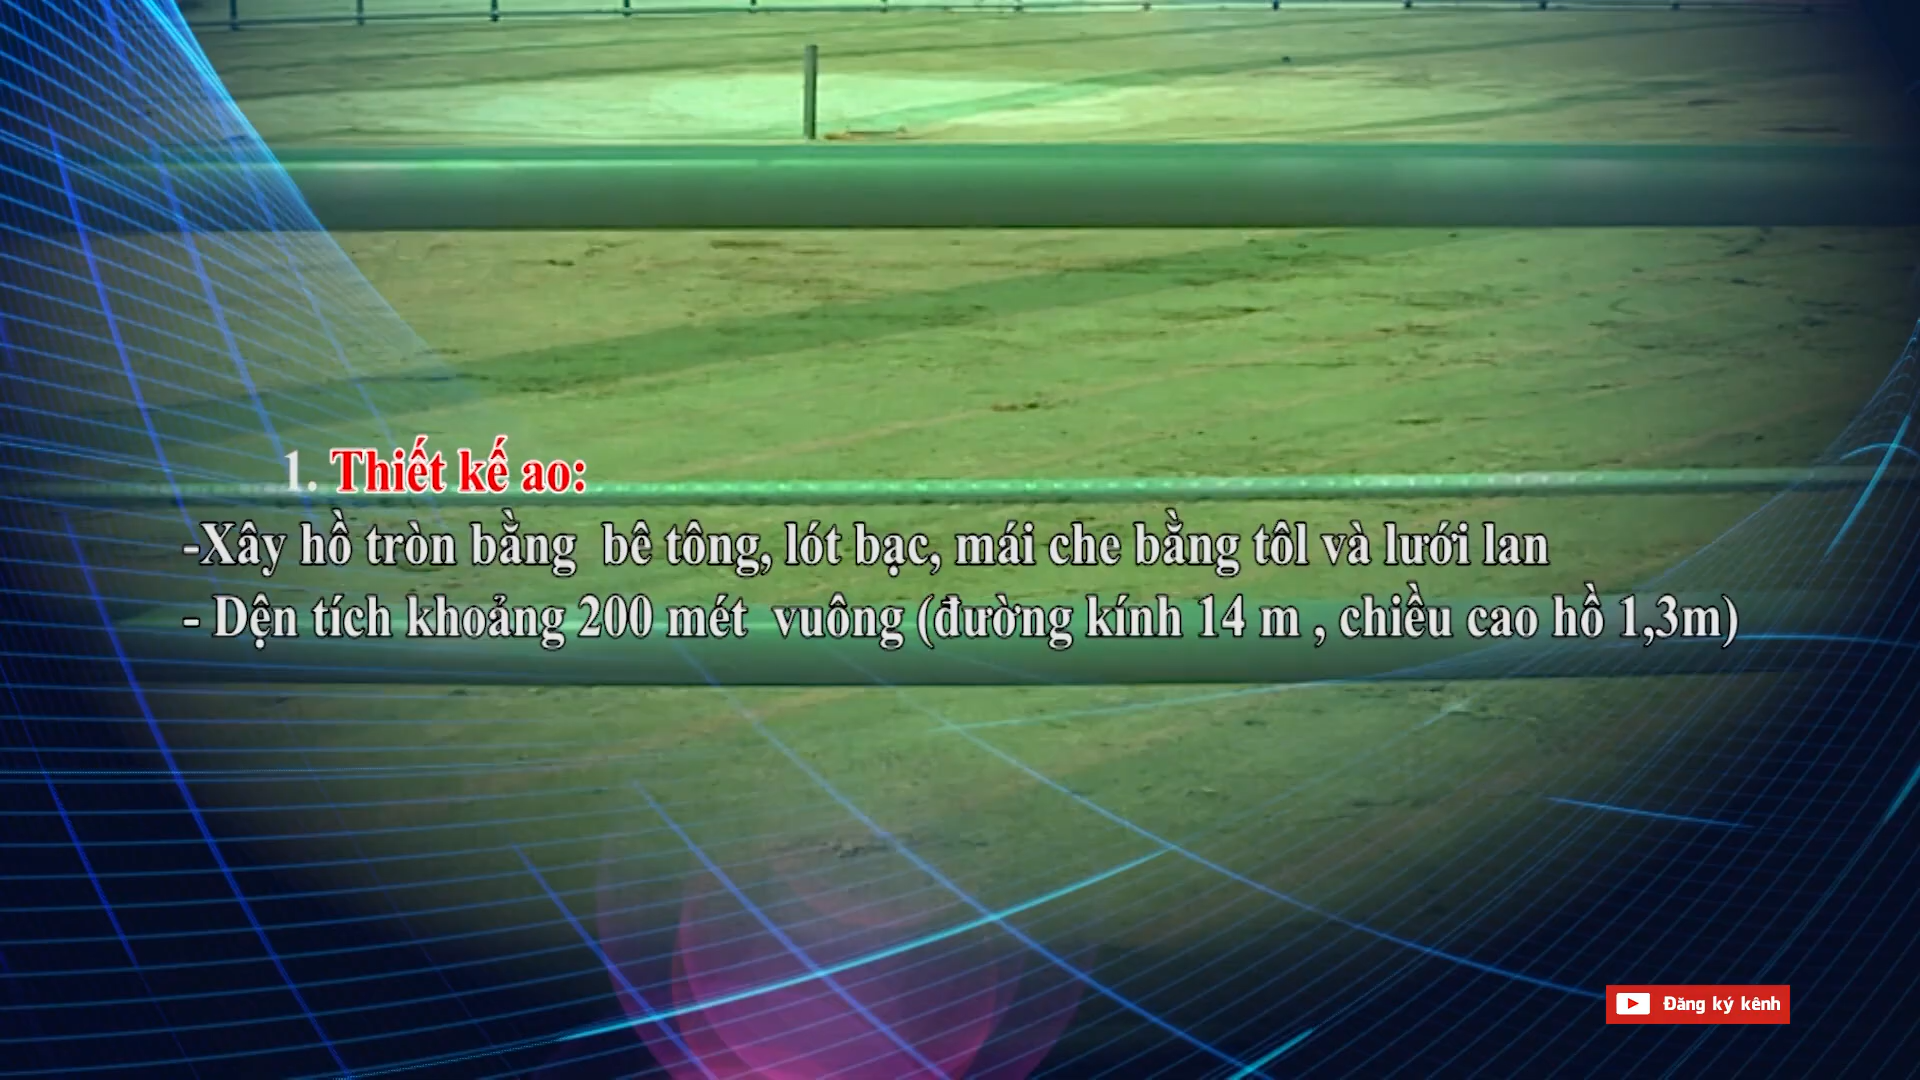 1. Thiết kế ao:
-Xây hồ tròn bằng bê tông, lót bạc, mái che bằng tôl và lưới lan
- Dện tích khoảng 200 mét vuông (đường kính 14 m , chiều cao hồ 1,3m)
Đăng ký kênh